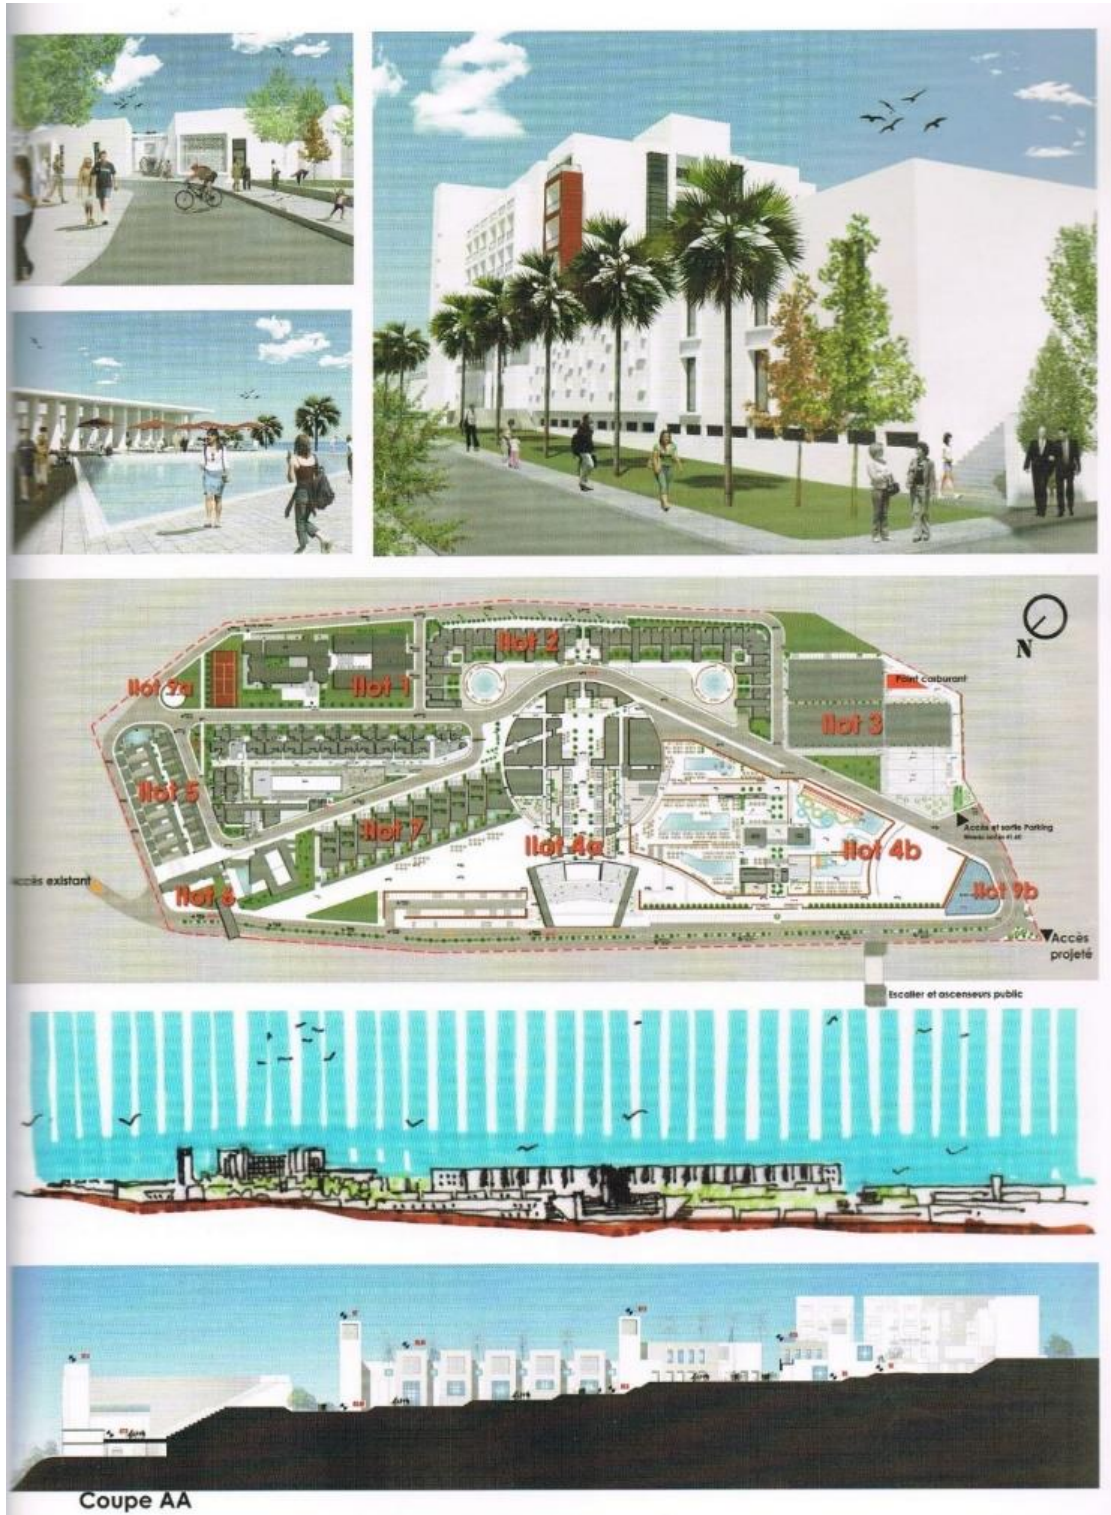 Ilot 2
N
Ilot 9a
Ilot 1
Point carburant
Ilot 3
Ilot 5
Ilot 7
Ilot 4a
Ilot 4b
Accès et sortie Parking
Accès existant
Ilot 6
Ilot 9b
Accès
projeté
Escalier et ascenseurs public
Coupe AA